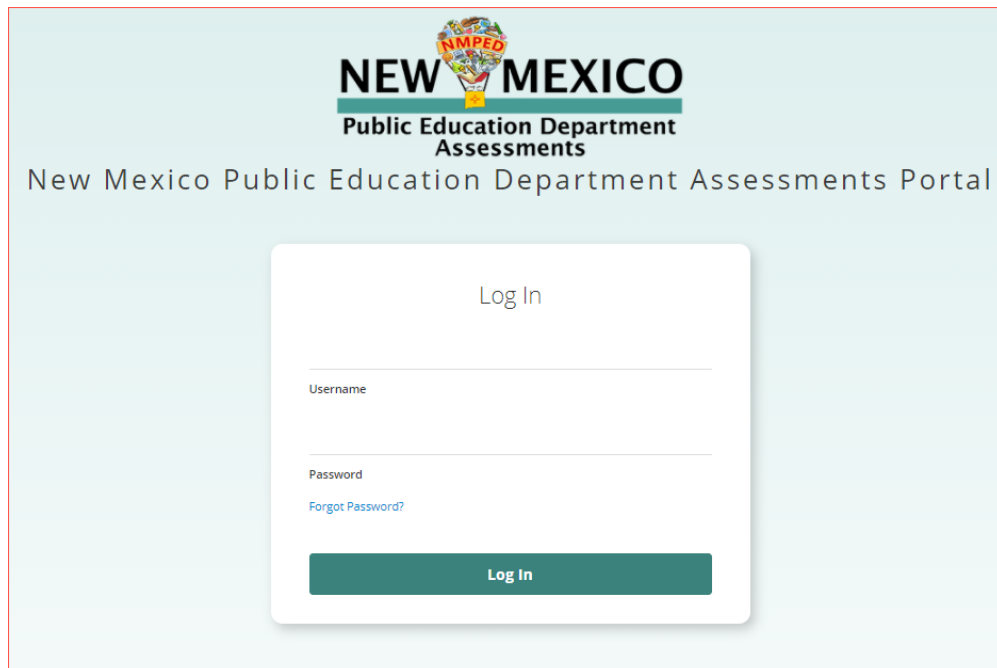 NMPED
NEW MEXICO
Public Education Department
Assessments
New Mexico Public Education Department Assessments Portal
Log In
Username
Password
Forgot Password?
Log In